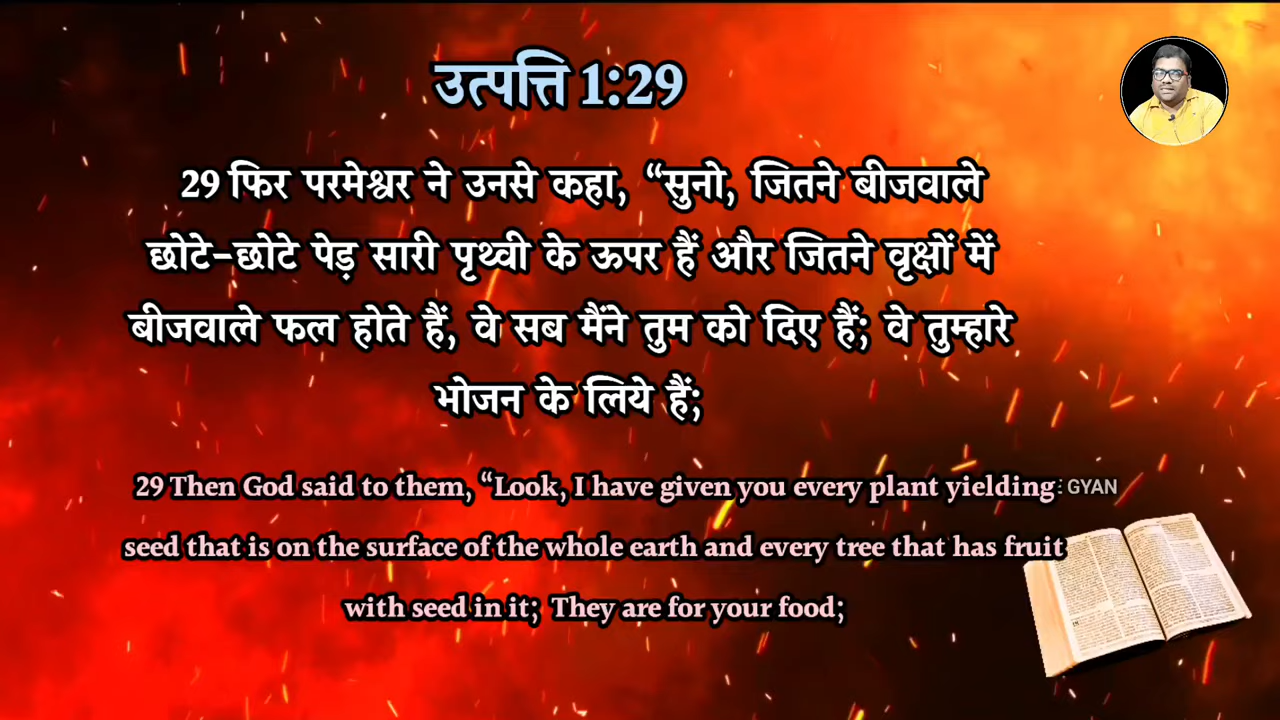 उत्पत्ति 1:29
29 फिर परमेश्वर ने उनसे कहा, “सुनो, जितने बीजवाले
छोटे-छोटे पेड़ सारी पृथ्वी के ऊपर हैं और जितने वृक्षों में
बीजवाले फल होते हैं, वे सब मैंने तुम को दिए हैं; वे तुम्हारे
भोजन के लिये हैं;
29 Then God said to them, “Look, I have given you every plant yielding
GYAN
seed that is on the surface of the whole earth and every tree that has fruit
with seed in it; They are for your food;